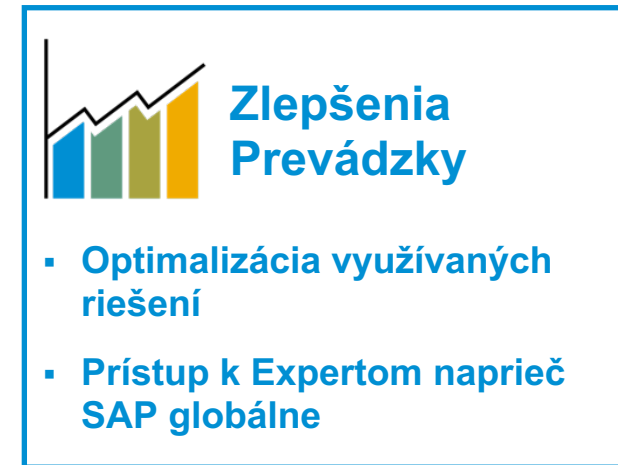 Zlepšenia
Prevádzky
▪ Optimalizácia využívaných
riešení
▪ Prístup k Expertom naprieč
SAP globálne